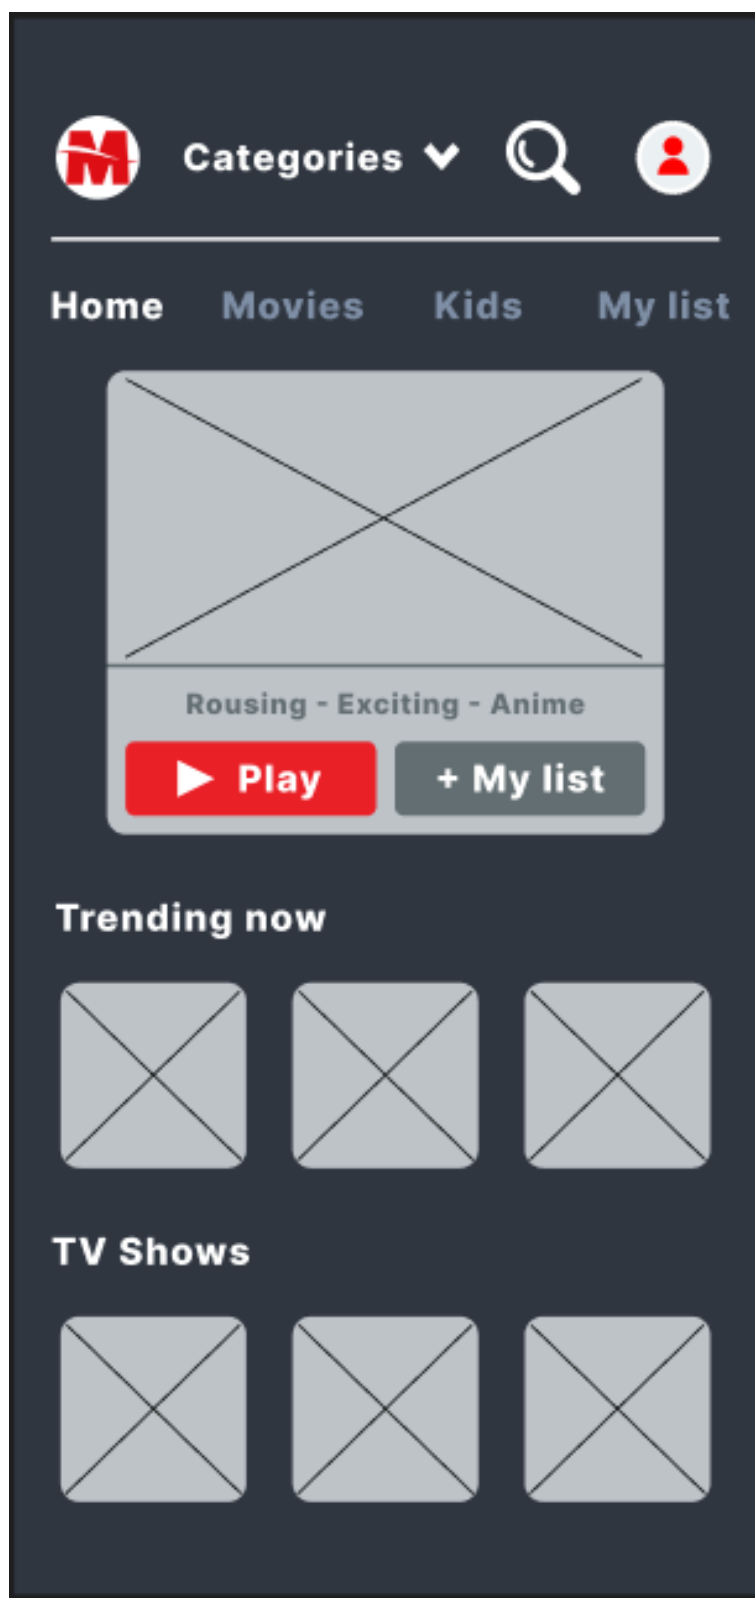 M
Categories
Home Movies Kids My list
Rousing - Exciting - Anime
Play + My list
Trending now
TV Shows